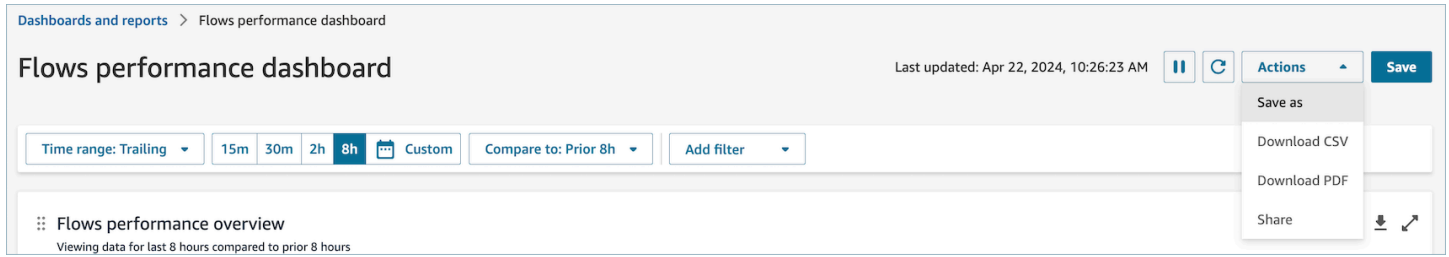 Dashboards and reports > Flows performance dashboard
Flows performance dashboard
Last updated: Apr 22, 2024, 10:26:23 AM
Actions
Save
Save as
Download CSV
Download PDF
Share
Time range: Trailing
15m
30m
2h
8h
Custom
Compare to: Prior 8h
Add filter
Flows performance overview
Viewing data for last 8 hours compared to prior 8 hours